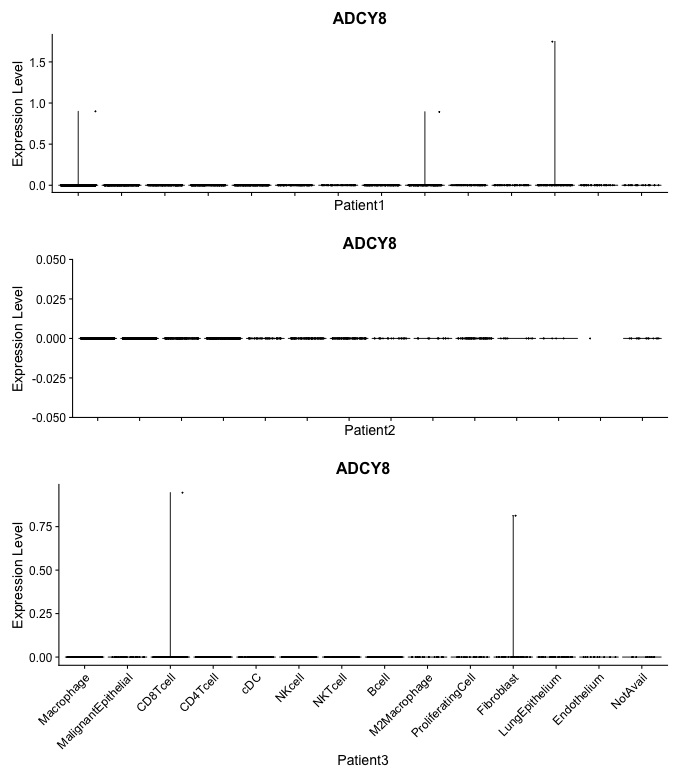 ADCY8
Expression Level
1.5
1.0
0.5
0.0
Patient1
ADCY8
Expression Level
0.050
0.025
0.000
-0.025
-0.050
Patient2
ADCY8
Expression Level
0.75
0.50
0.25
0.00
Macrophage
MalignantEpithelial
CD8Tcell
CD4Tcell
cDC
NKcell
NKTcell
Bcell
M2Macrophage
ProliferatingCell
Fibroblast
LungEpithelium
Endothelium
NotAvail
Patient3